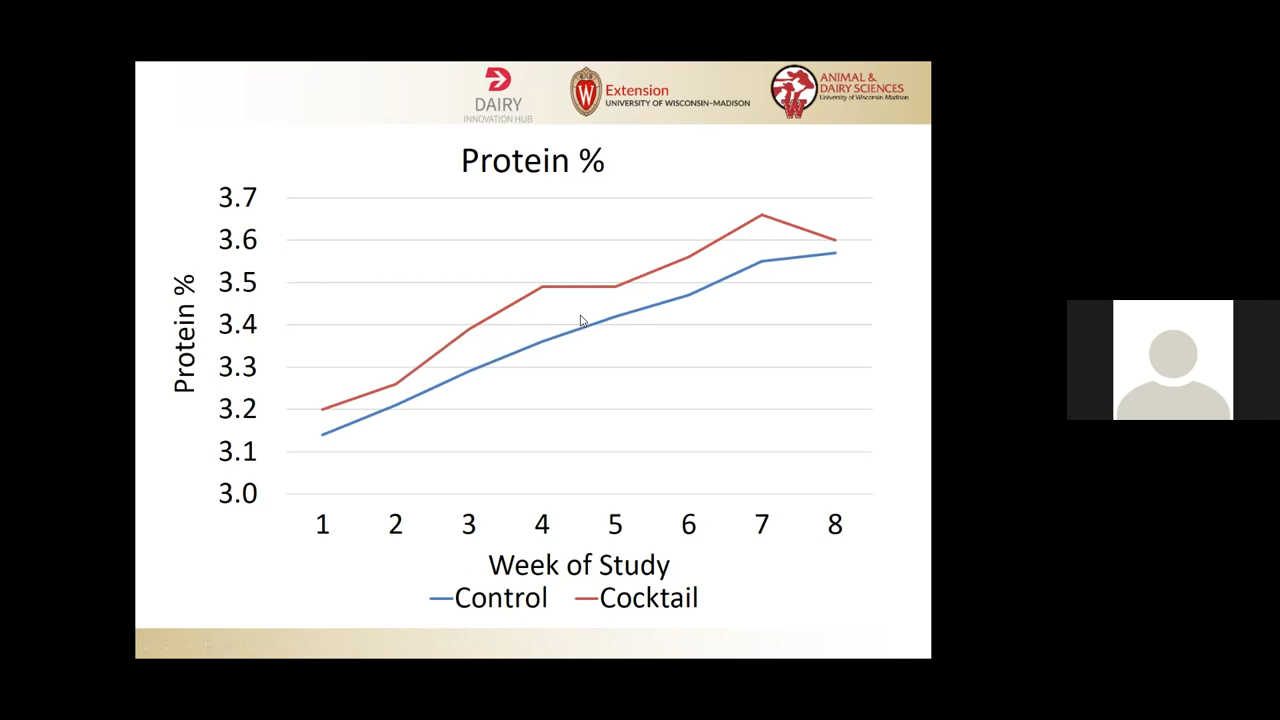 DAIRY
INNOVATION HUB
W
Extension
UNIVERSITY OF WISCONSIN–MADISON
ANIMAL &
DAIRY SCIENCES
University of Wisconsin-Madison
W
Protein %
3.7
3.6
3.5
3.4
3.3
3.2
3.1
3.0
Protein %
1 2 3 4 5 6 7 8
Week of Study
Control Cocktail